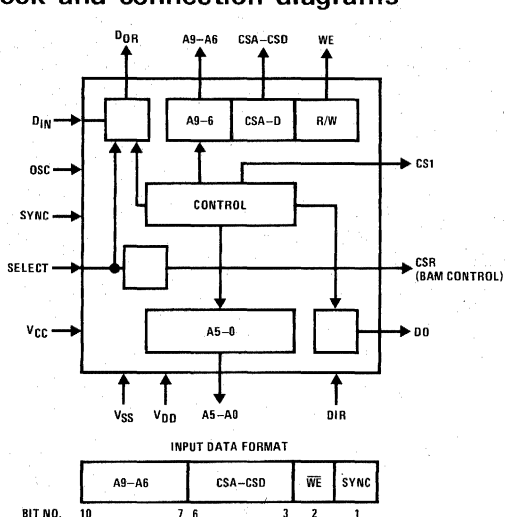 ock and connection diagrams
DOR A9–A6 CSA–CSD WE
DIN A9–6 CSA–D R/W
OSC CS1
CONTROL
SYNC
SELECT CSR
(BAM CONTROL)
VCC A5–0 DO
VSS VDD A5–A0 DIR
INPUT DATA FORMAT
A9–A6 CSA–CSD WE SYNC
BIT NO. 10 7 6 3 2 1